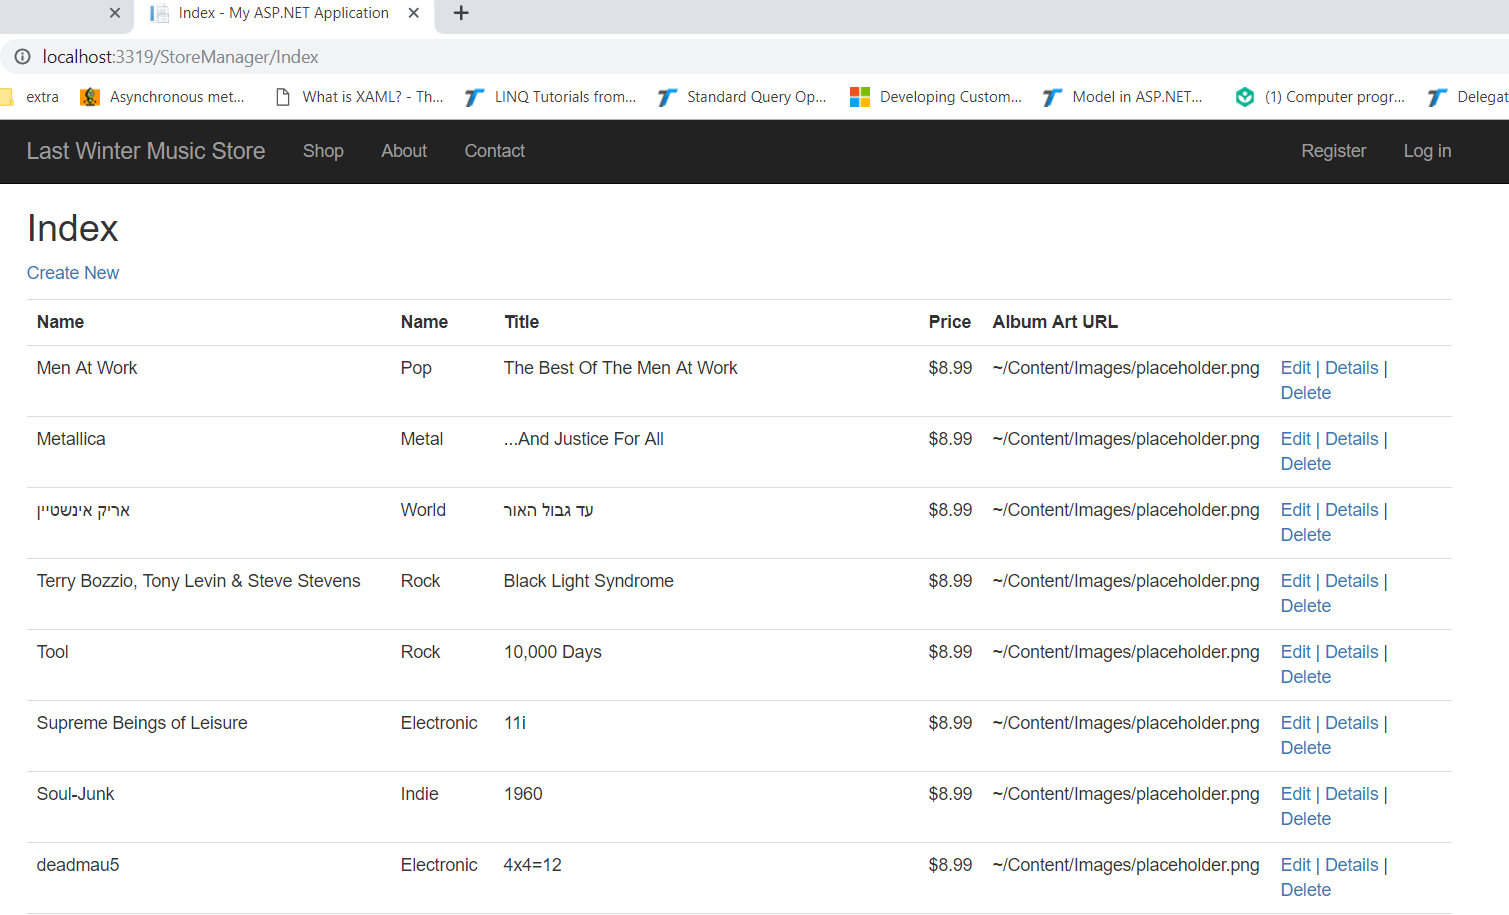 Index - My ASP.NET Application
localhost:3319/StoreManager/Index
extra Asynchronous met... What is XAML? - Th... LINQ Tutorials from... Standard Query Op... Developing Custom... Model in ASP.NET... (1) Computer progr... Delegat
Last Winter Music Store Shop About Contact Register Log in
Index
Create New
Name Name Title Price Album Art URL
Men At Work Pop The Best Of The Men At Work $8.99 ~/Content/Images/placeholder.png Edit | Details |
Delete
Metallica Metal ...And Justice For All $8.99 ~/Content/Images/placeholder.png Edit | Details |
Delete
אריק אינשטיין World עד גבול האור $8.99 ~/Content/Images/placeholder.png Edit | Details |
Delete
Terry Bozzio, Tony Levin & Steve Stevens Rock Black Light Syndrome $8.99 ~/Content/Images/placeholder.png Edit | Details |
Delete
Tool Rock 10,000 Days $8.99 ~/Content/Images/placeholder.png Edit | Details |
Delete
Supreme Beings of Leisure Electronic 11i $8.99 ~/Content/Images/placeholder.png Edit | Details |
Delete
Soul-Junk Indie 1960 $8.99 ~/Content/Images/placeholder.png Edit | Details |
Delete
deadmau5 Electronic 4x4=12 $8.99 ~/Content/Images/placeholder.png Edit | Details |
Delete